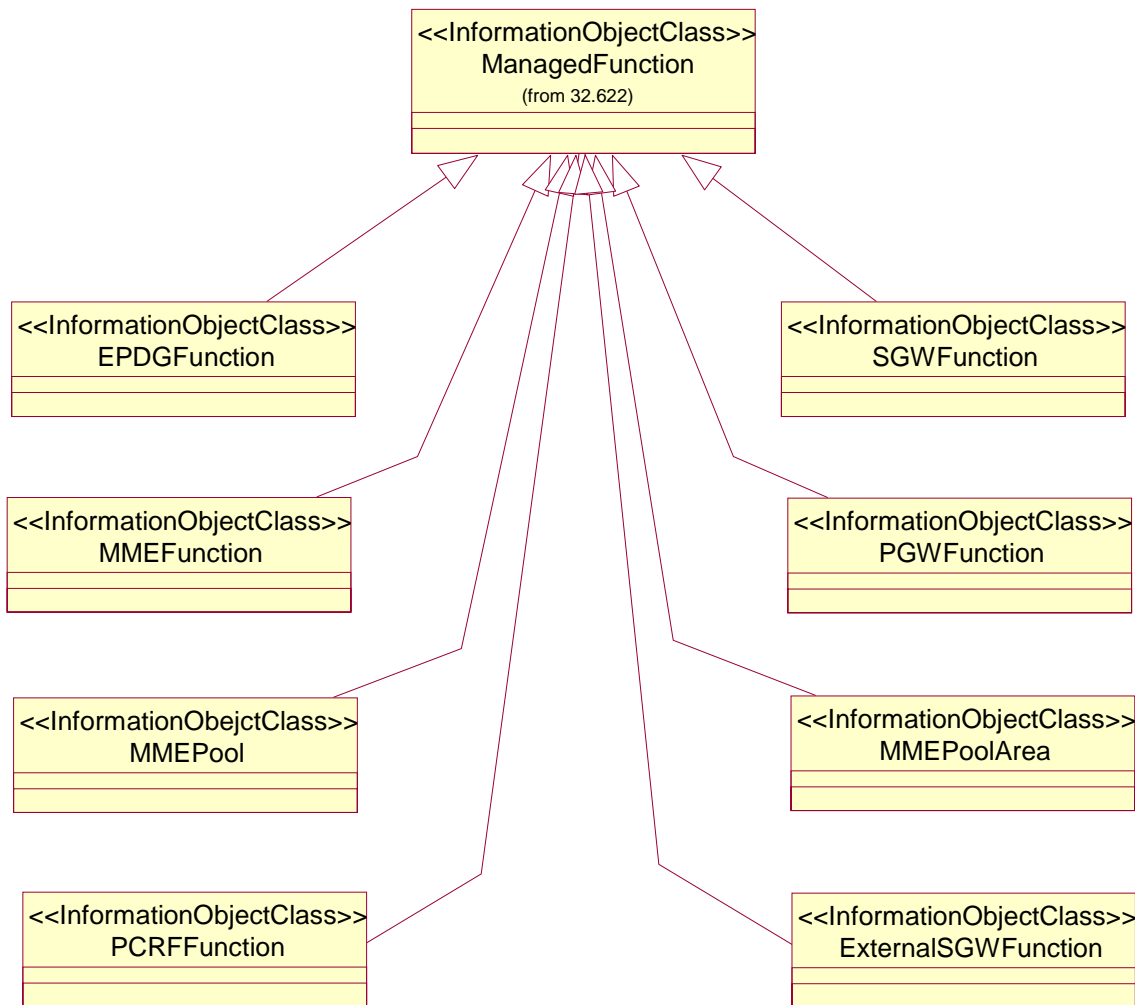 <<InformationObjectClass>>
ManagedFunction
(from 32.622)
<<InformationObjectClass>>
EPDGFunction
<<InformationObjectClass>>
SGWFunction
<<InformationObjectClass>>
MMEFunction
<<InformationObjectClass>>
PGWFunction
<<InformationObejctClass>>
MMEPool
<<InformationObjectClass>>
MMEPoolArea
<<InformationObjectClass>>
PCRFFunction
<<InformationObjectClass>>
ExternalSGWFunction